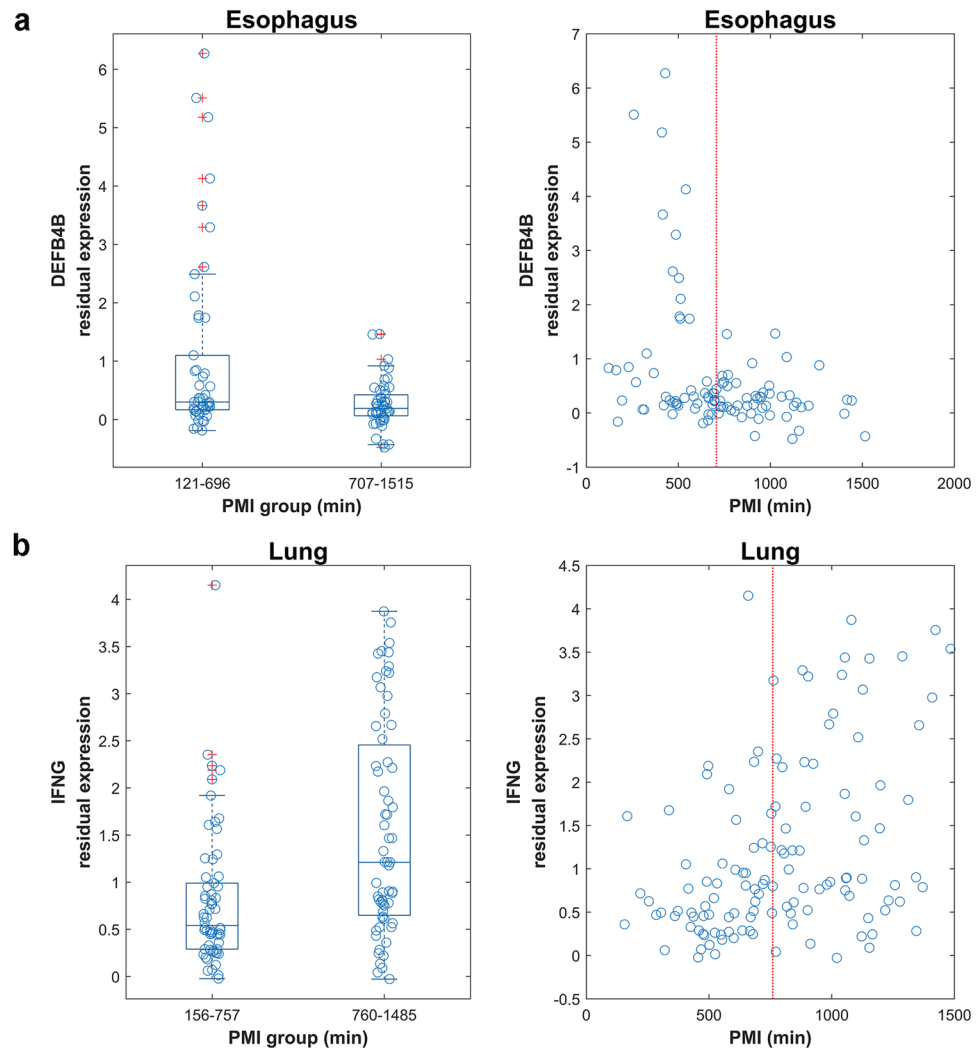 a
Esophagus
DEFB4B
residual expression
6
5
4
3
2
1
0
121-696
707-1515
PMI group (min)
Esophagus
DEFB4B
residual expression
7
6
5
4
3
2
1
0
-1
0
500
1000
1500
2000
PMI (min)
b
Lung
IFNG
residual expression
4
3.5
3
2.5
2
1.5
1
0.5
0
156-757
760-1485
PMI group (min)
Lung
IFNG
residual expression
4.5
4
3.5
3
2.5
2
1.5
1
0.5
0
-0.5
0
500
1000
1500
PMI (min)